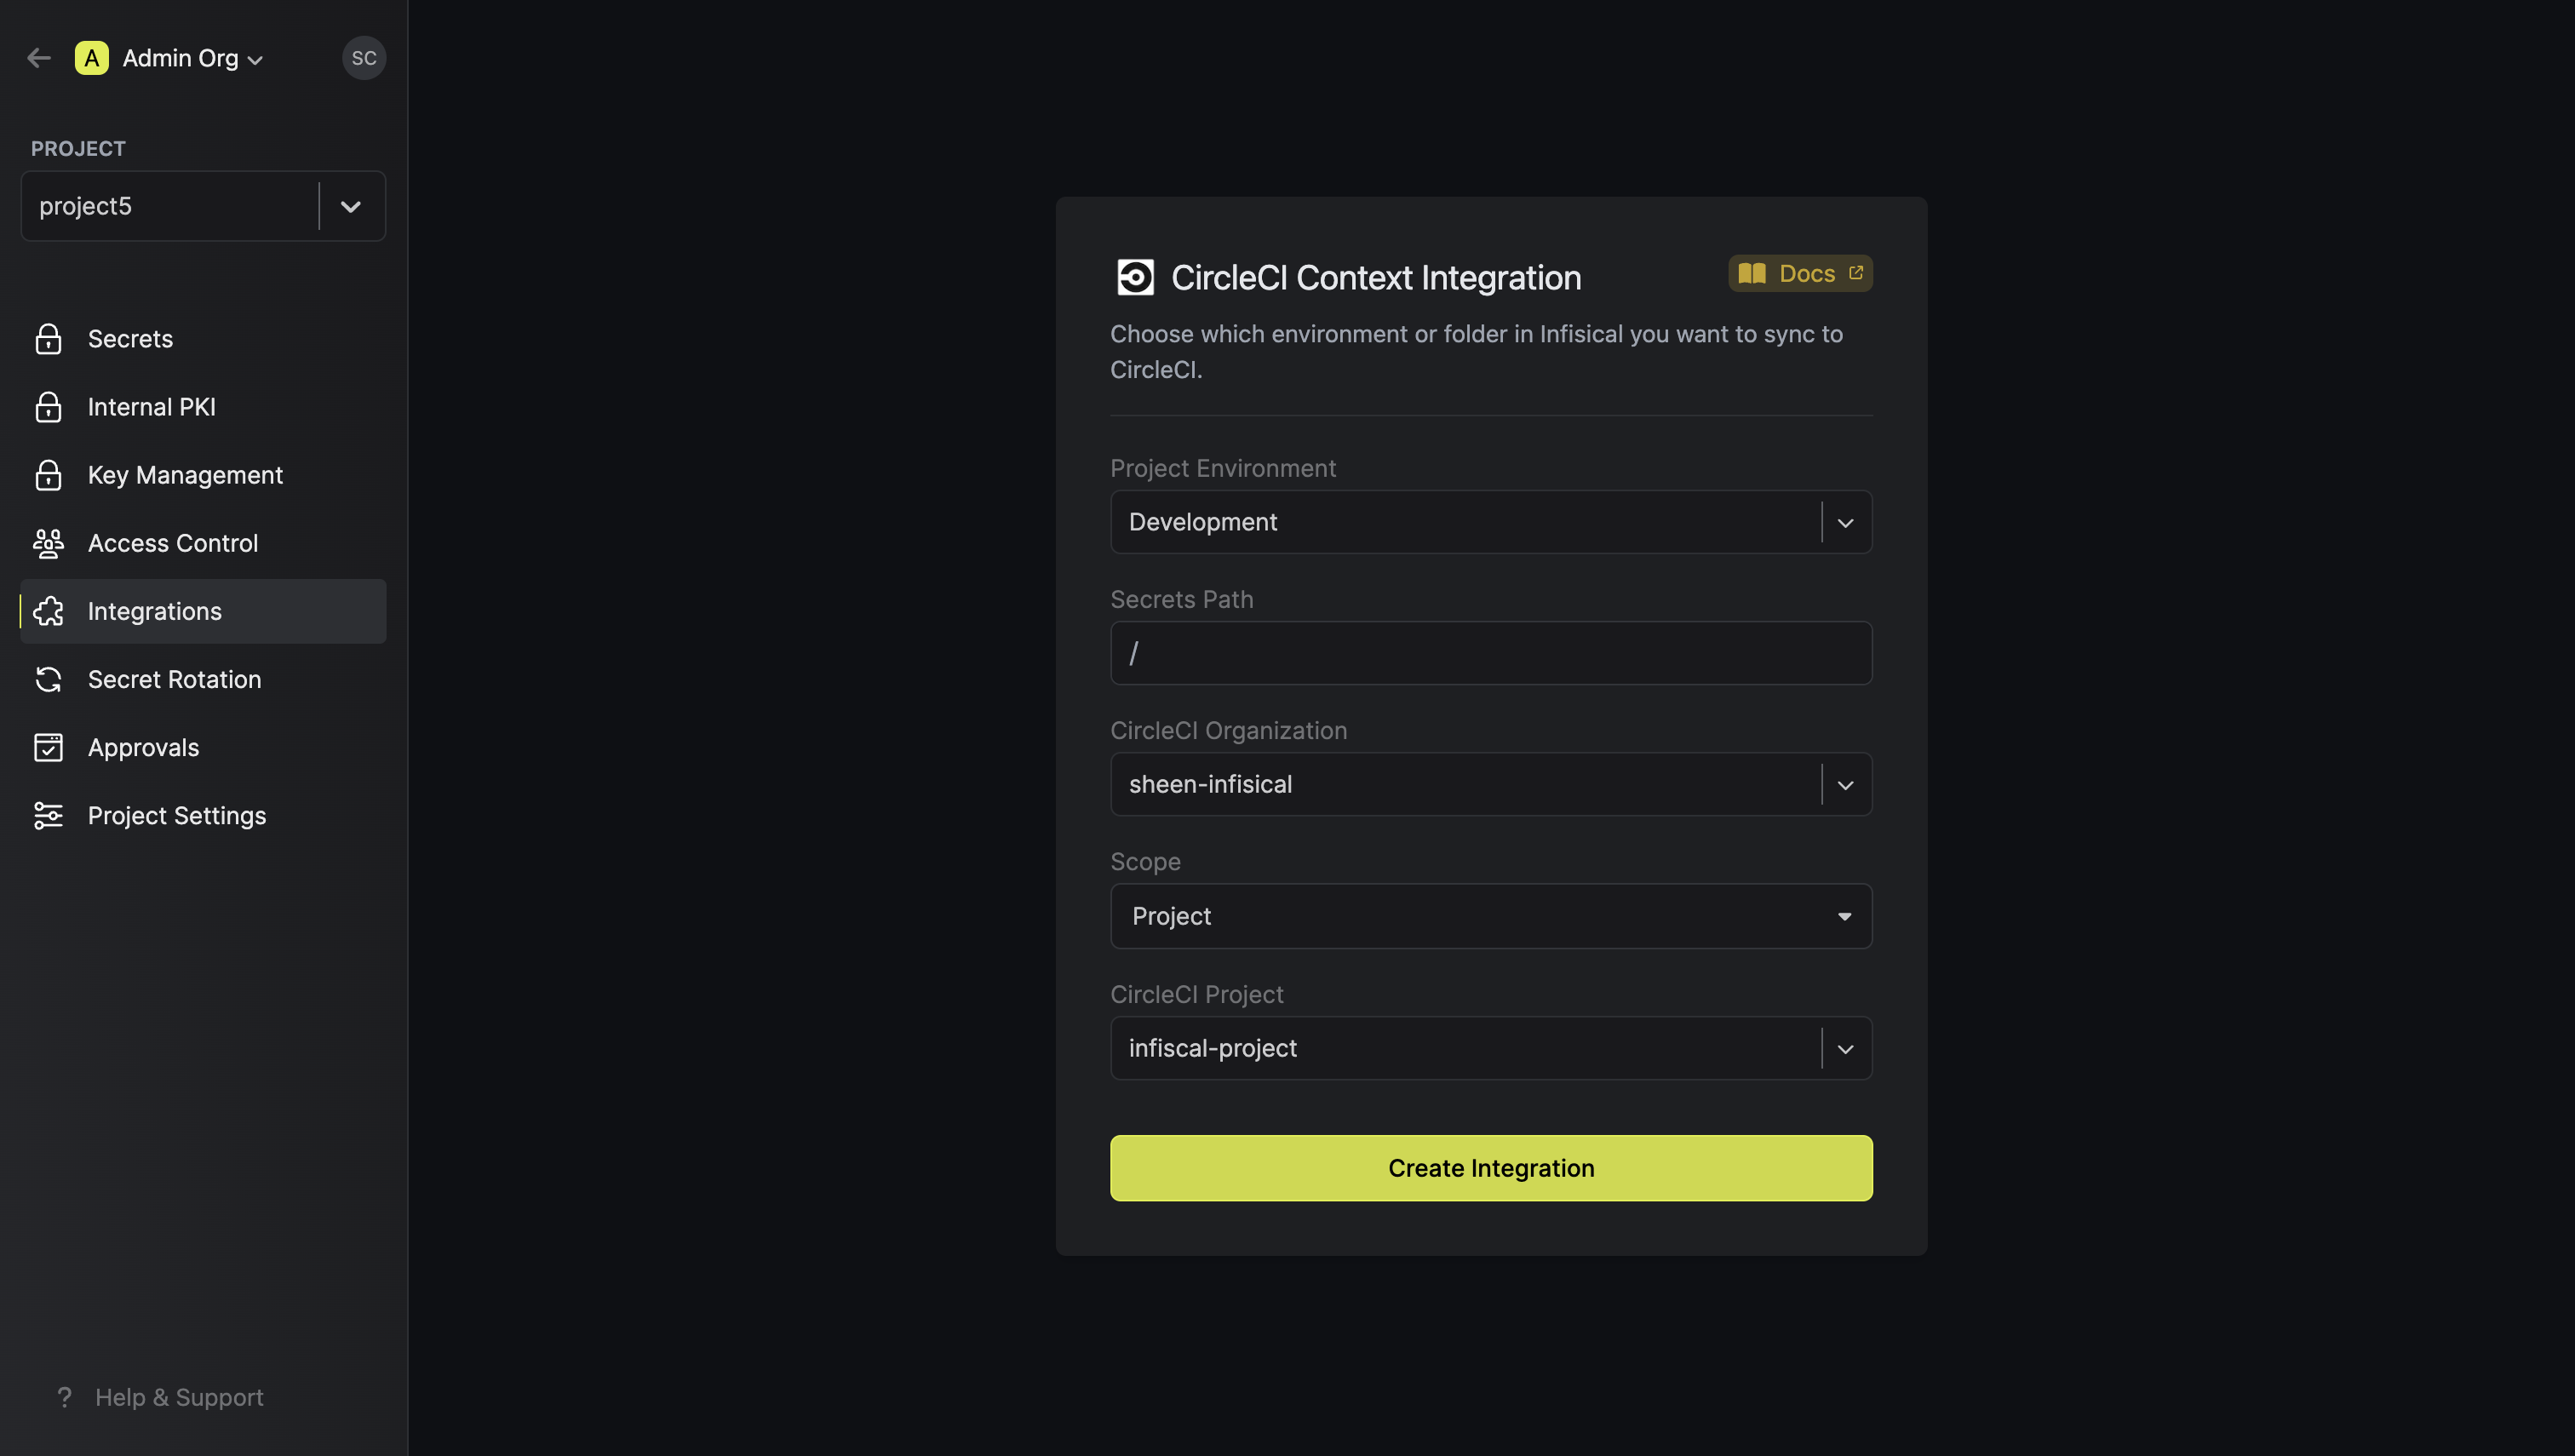 A Admin Org
SC
PROJECT
project5
Secrets
Internal PKI
Key Management
Access Control
Integrations
Secret Rotation
Approvals
Project Settings
? Help & Support
CircleCI Context Integration
Docs
Choose which environment or folder in Infisical you want to sync to
CircleCI.
Project Environment
Development
Secrets Path
/
CircleCI Organization
sheen-infisical
Scope
Project
CircleCI Project
infiscal-project
Create Integration